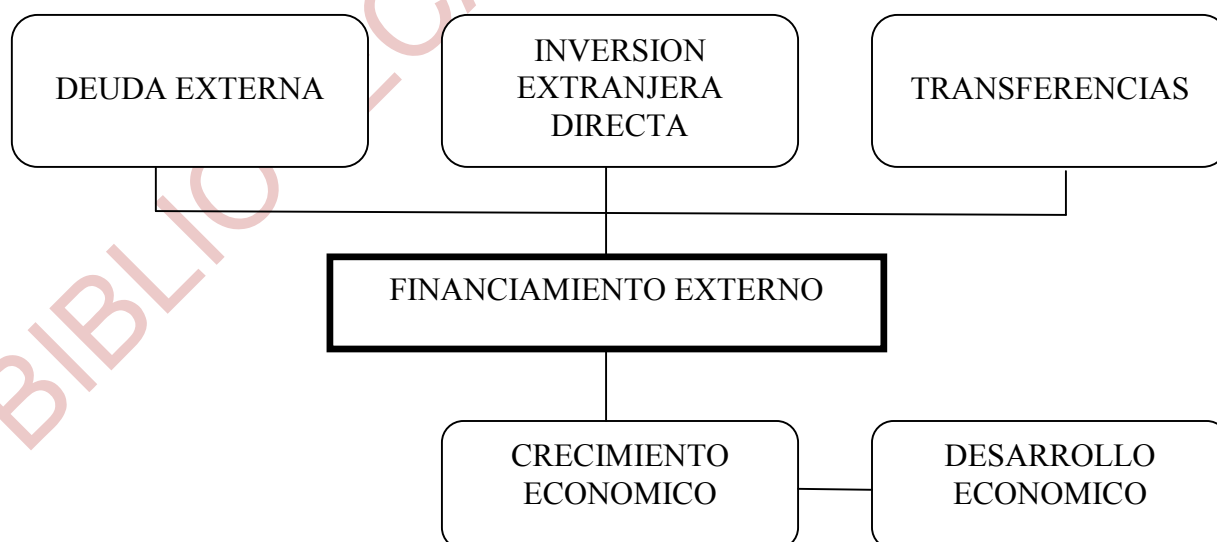 DEUDA EXTERNA
INVERSION
EXTRANJERA
DIRECTA
TRANSFERENCIAS
FINANCIAMIENTO EXTERNO
CRECIMIENTO
ECONOMICO
DESARROLLO
ECONOMICO
BIBLIO